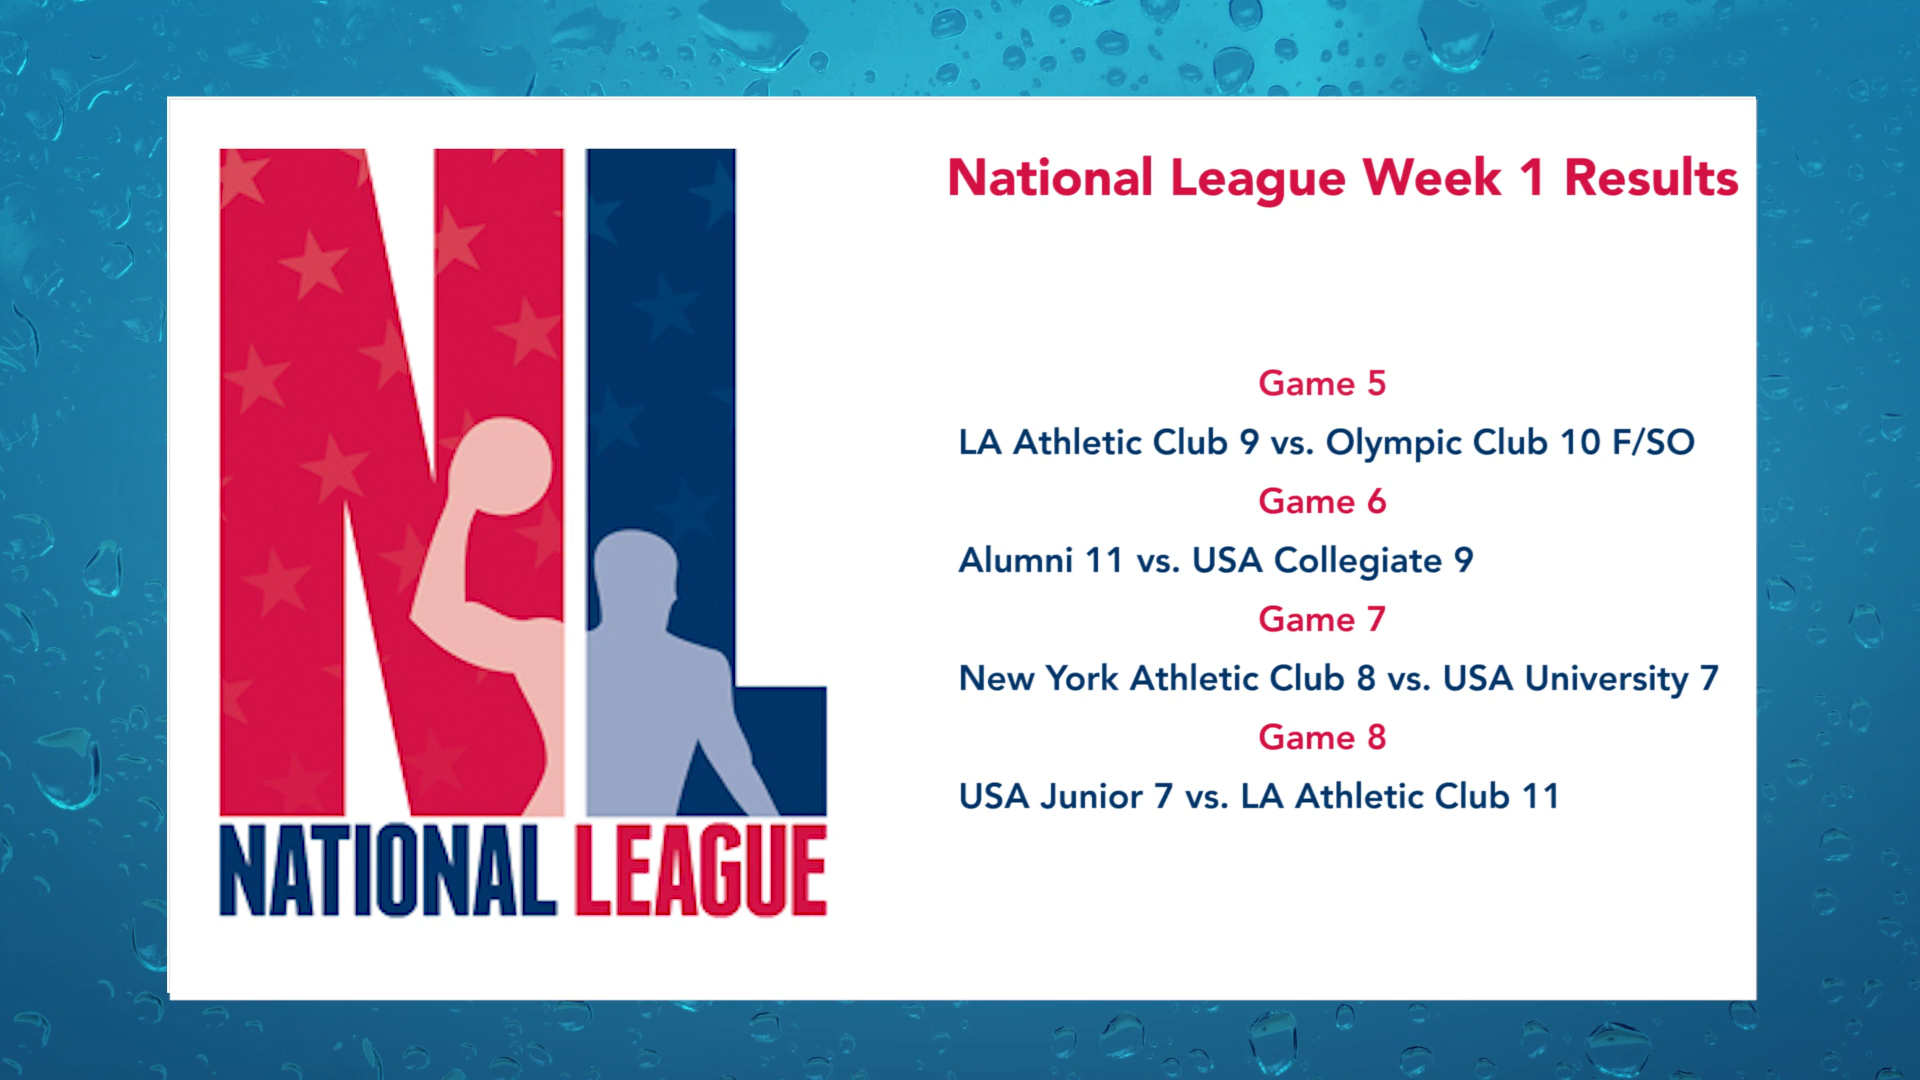 NL
NATIONAL LEAGUE
National League Week 1 Results
Game 5
LA Athletic Club 9 vs. Olympic Club 10 F/SO
Game 6
Alumni 11 vs. USA Collegiate 9
Game 7
New York Athletic Club 8 vs. USA University 7
Game 8
USA Junior 7 vs. LA Athletic Club 11